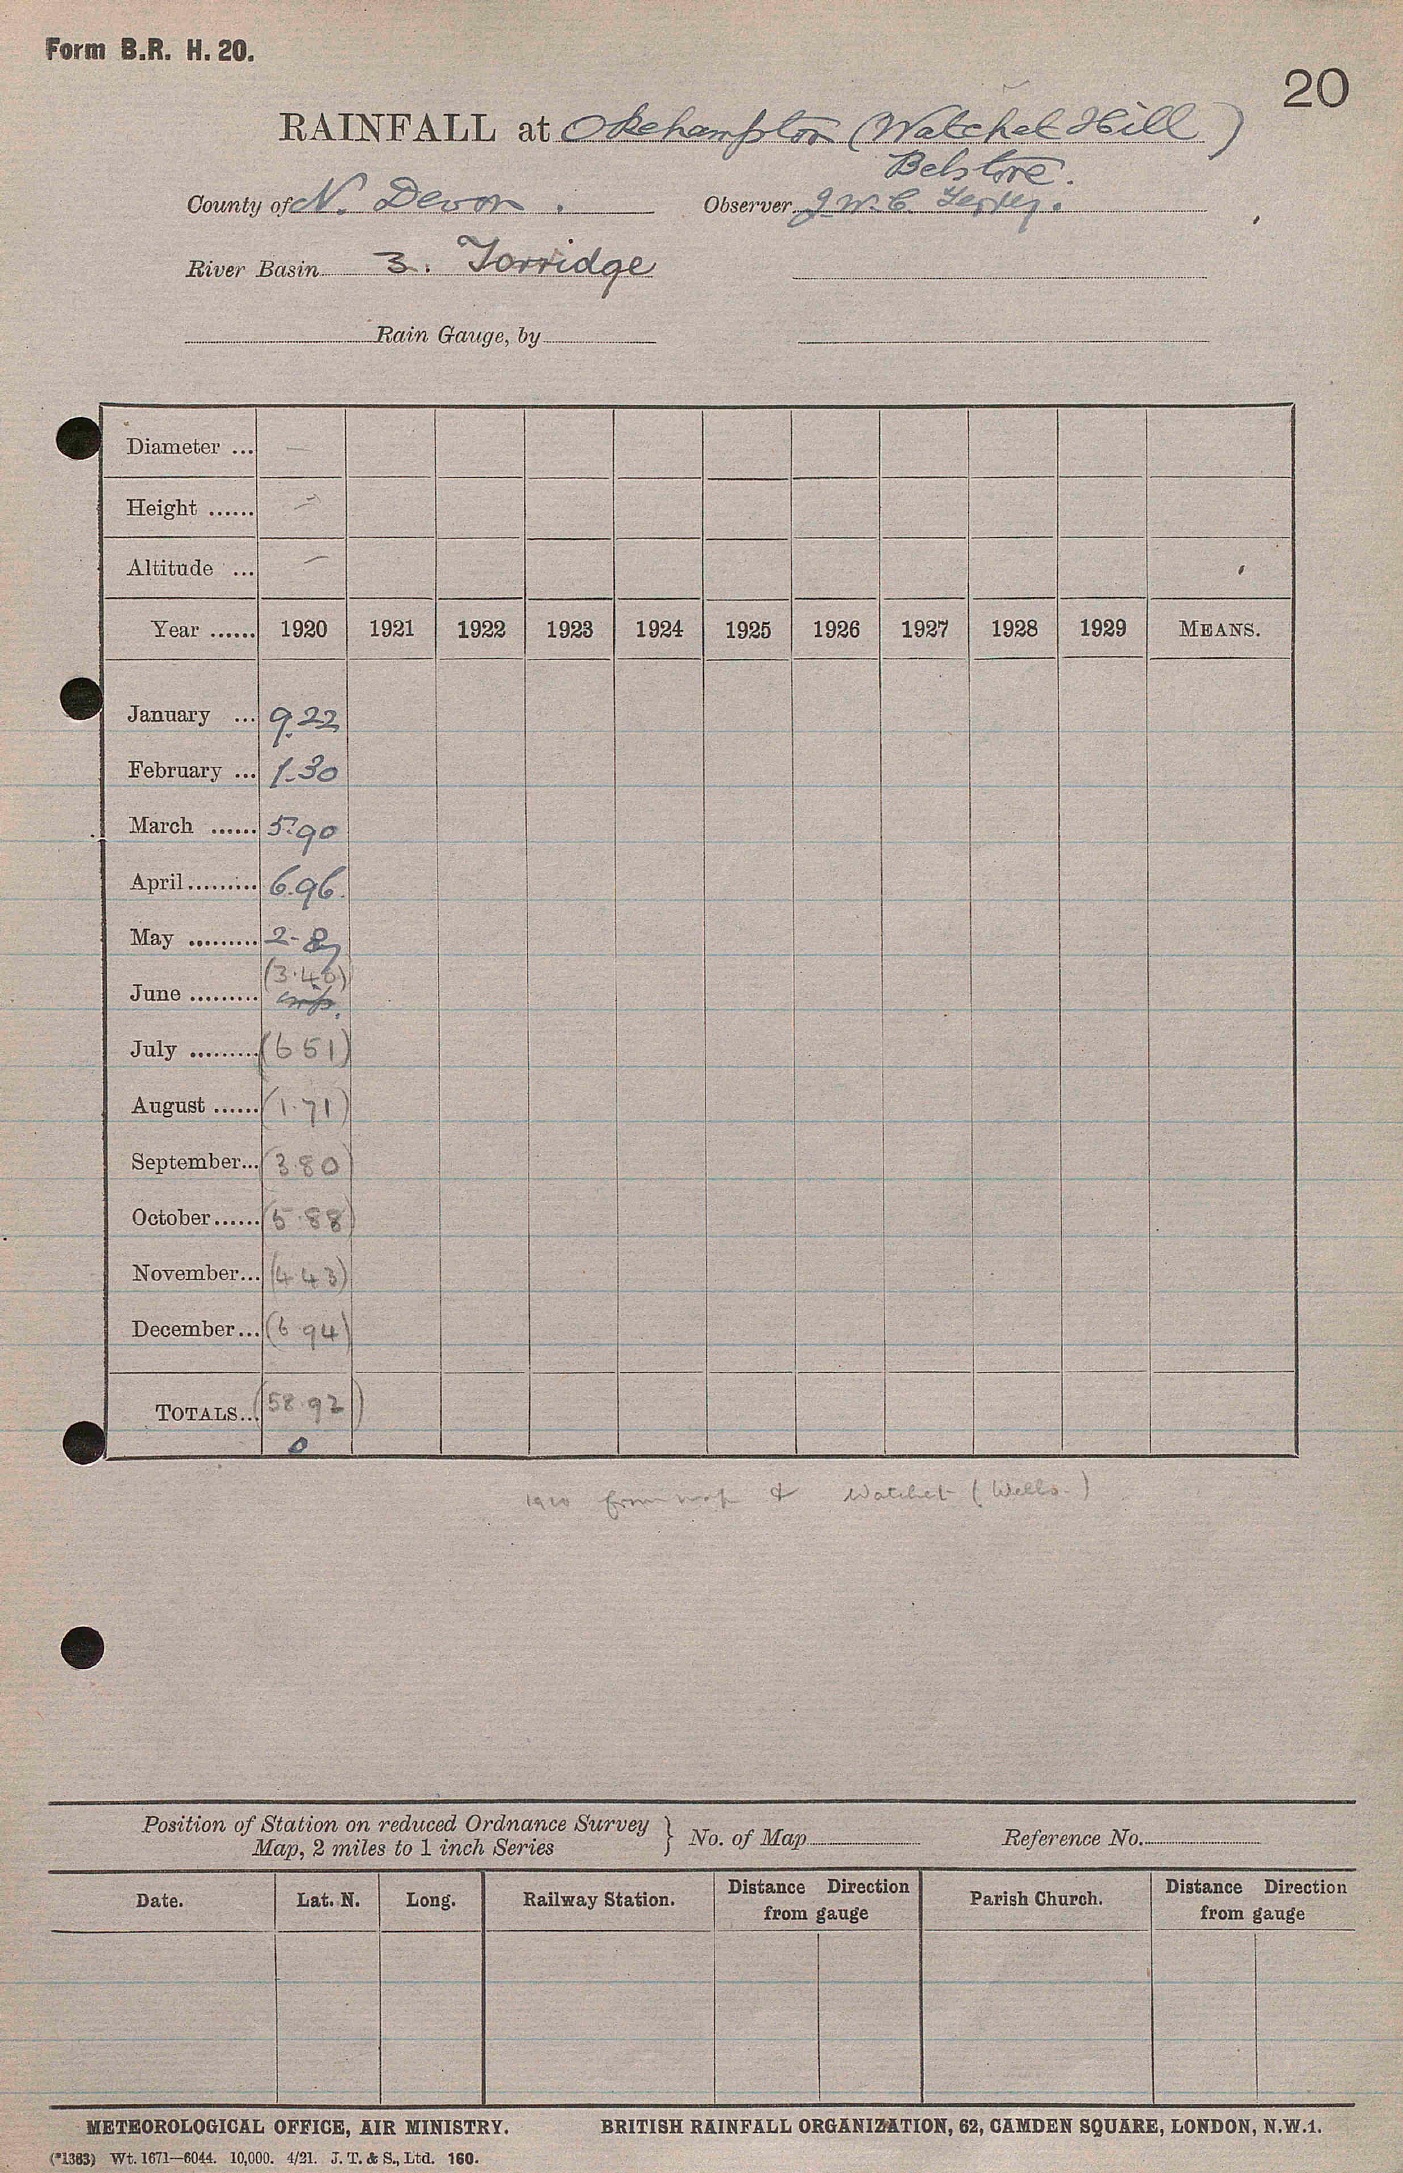 Form B.R. H. 20.
20
RAINFALL at Okehampton (Watchet Hill)
Belstone.
County of N. Devon. Observer J. W. C.
River Basin 3. Torridge
Rain Gauge, by
Diameter ... —
Height ...... —
Altitude ... —
Year ...... 1920 1921 1922 1923 1924 1925 1926 1927 1928 1929 MEANS.
January ... 9.22
February ... 1.30
March ...... 5.90
April ......... 6.96
May ......... 2.87
June ......... (3.40)
July ......... (6.51)
August ...... (1.71)
September... (3.80)
October...... (5.88)
November... (4.43)
December... (6.94)
TOTALS... (58.92)
0
1920 from map & Watchet (Wells.)
Position of Station on reduced Ordnance Survey
Map, 2 miles to 1 inch Series } No. of Map Reference No.
Date. Lat. N. Long. Railway Station. Distance Direction from gauge Parish Church. Distance Direction from gauge
METEOROLOGICAL OFFICE, AIR MINISTRY. BRITISH RAINFALL ORGANIZATION, 62, CAMDEN SQUARE, LONDON, N.W.1.
(*1383) Wt. 1671—6044. 10,000. 4/21. J. T. & S., Ltd. 160.